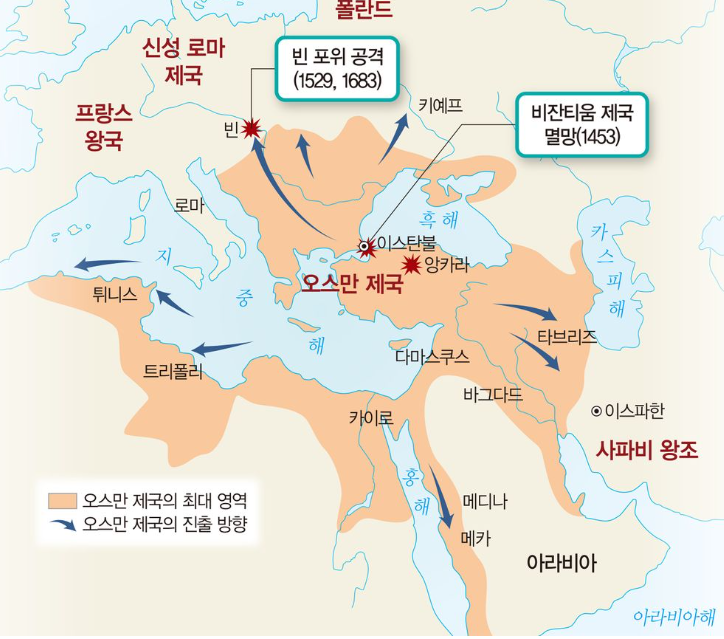 폴란드
신성 로마
제국
빈 포위 공격
(1529, 1683)
키예프
비잔티움 제국
멸망(1453)
프랑스
왕국
빈
로마
흑해
카스피해
이스탄불
앙카라
오스만 제국
지중해
튀니스
타브리즈
다마스쿠스
트리폴리
바그다드
이스파한
카이로
사파비 왕조
홍해
오스만 제국의 최대 영역
오스만 제국의 진출 방향
메디나
메카
아라비아
아라비아해